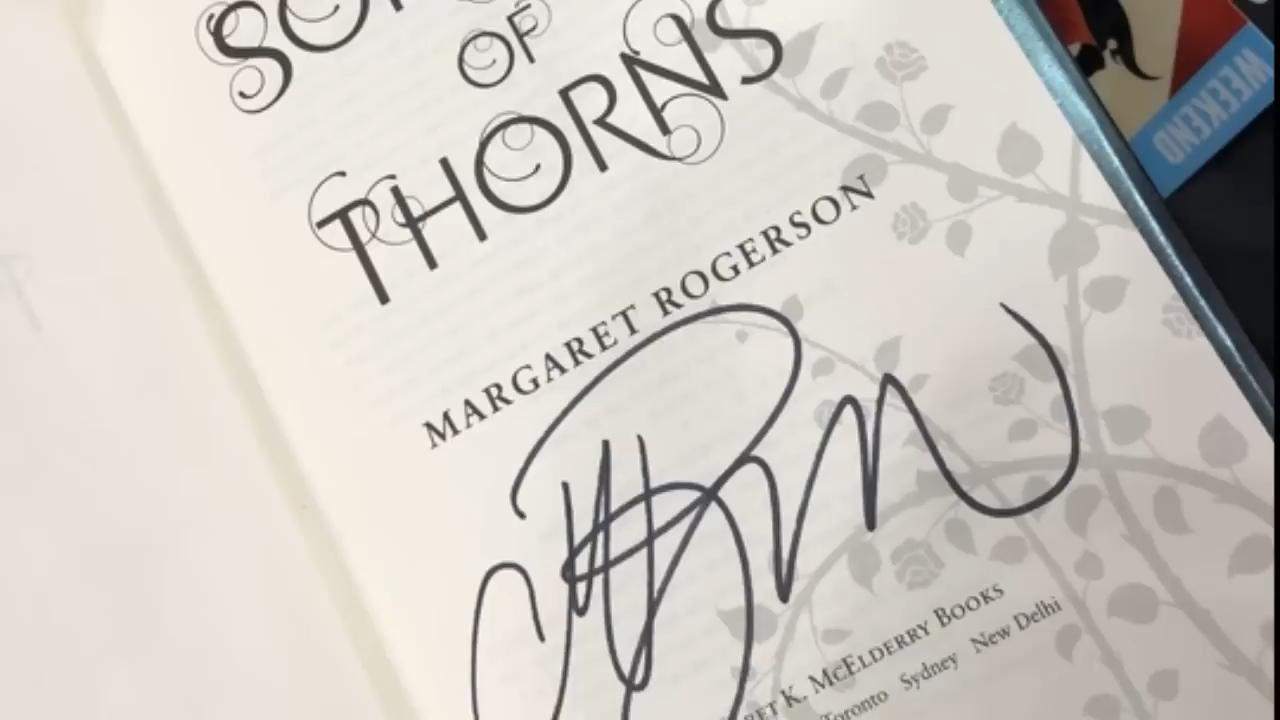 OF
THORNS
MARGARET ROGERSON
K. MCELDERRY BOOKS
Toronto Sydney New Delhi
WEEKEND